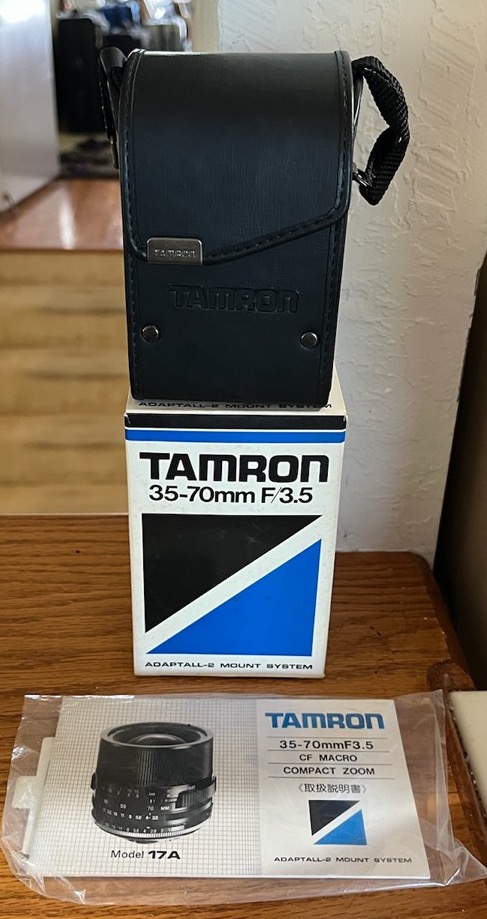 TAMRON
TAMRON
ADAPTALL-2 MOUNT SYSTEM
TAMRON
35-70mm F/3.5
ADAPTALL-2 MOUNT SYSTEM
TAMRON
35-70mmF3.5
CF MACRO
COMPACT ZOOM
〈取扱説明書〉
Model 17A
ADAPTALL-2 MOUNT SYSTEM